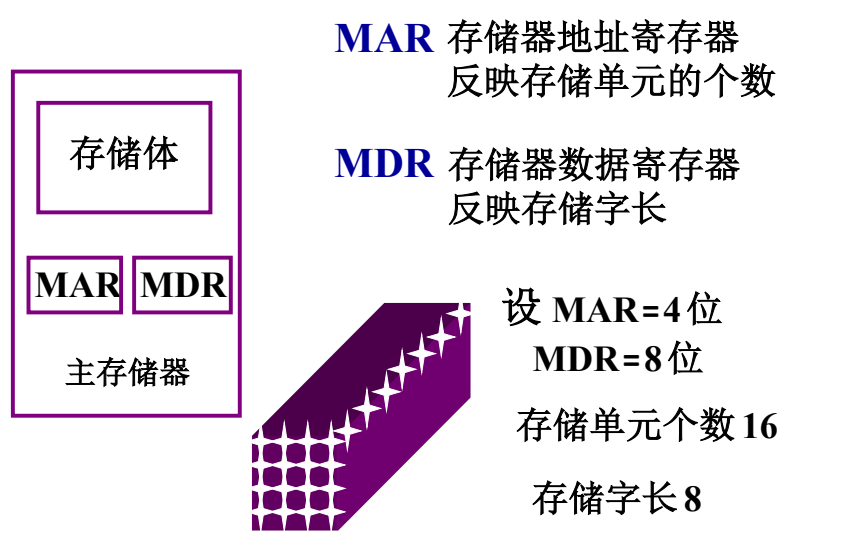 MAR 存储器地址寄存器
反映存储单元的个数
存储体
MDR 存储器数据寄存器
反映存储字长
MAR MDR
主存储器
设 MAR=4位
MDR=8位
存储单元个数 16
存储字长 8